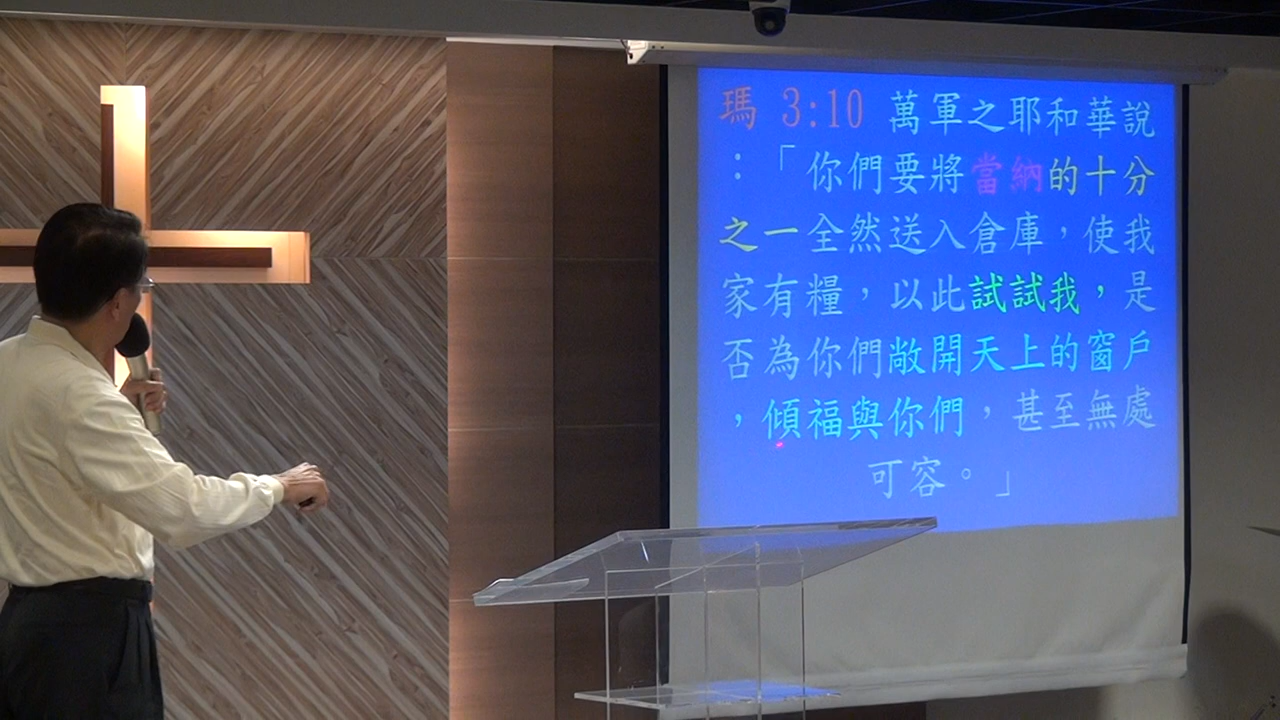 瑪 3:10 萬軍之耶和華說
：「你們要將當納的十分
之一全然送入倉庫，使我
家有糧，以此試試我，是
否為你們敞開天上的窗戶
，傾福與你們，甚至無處
可容。」